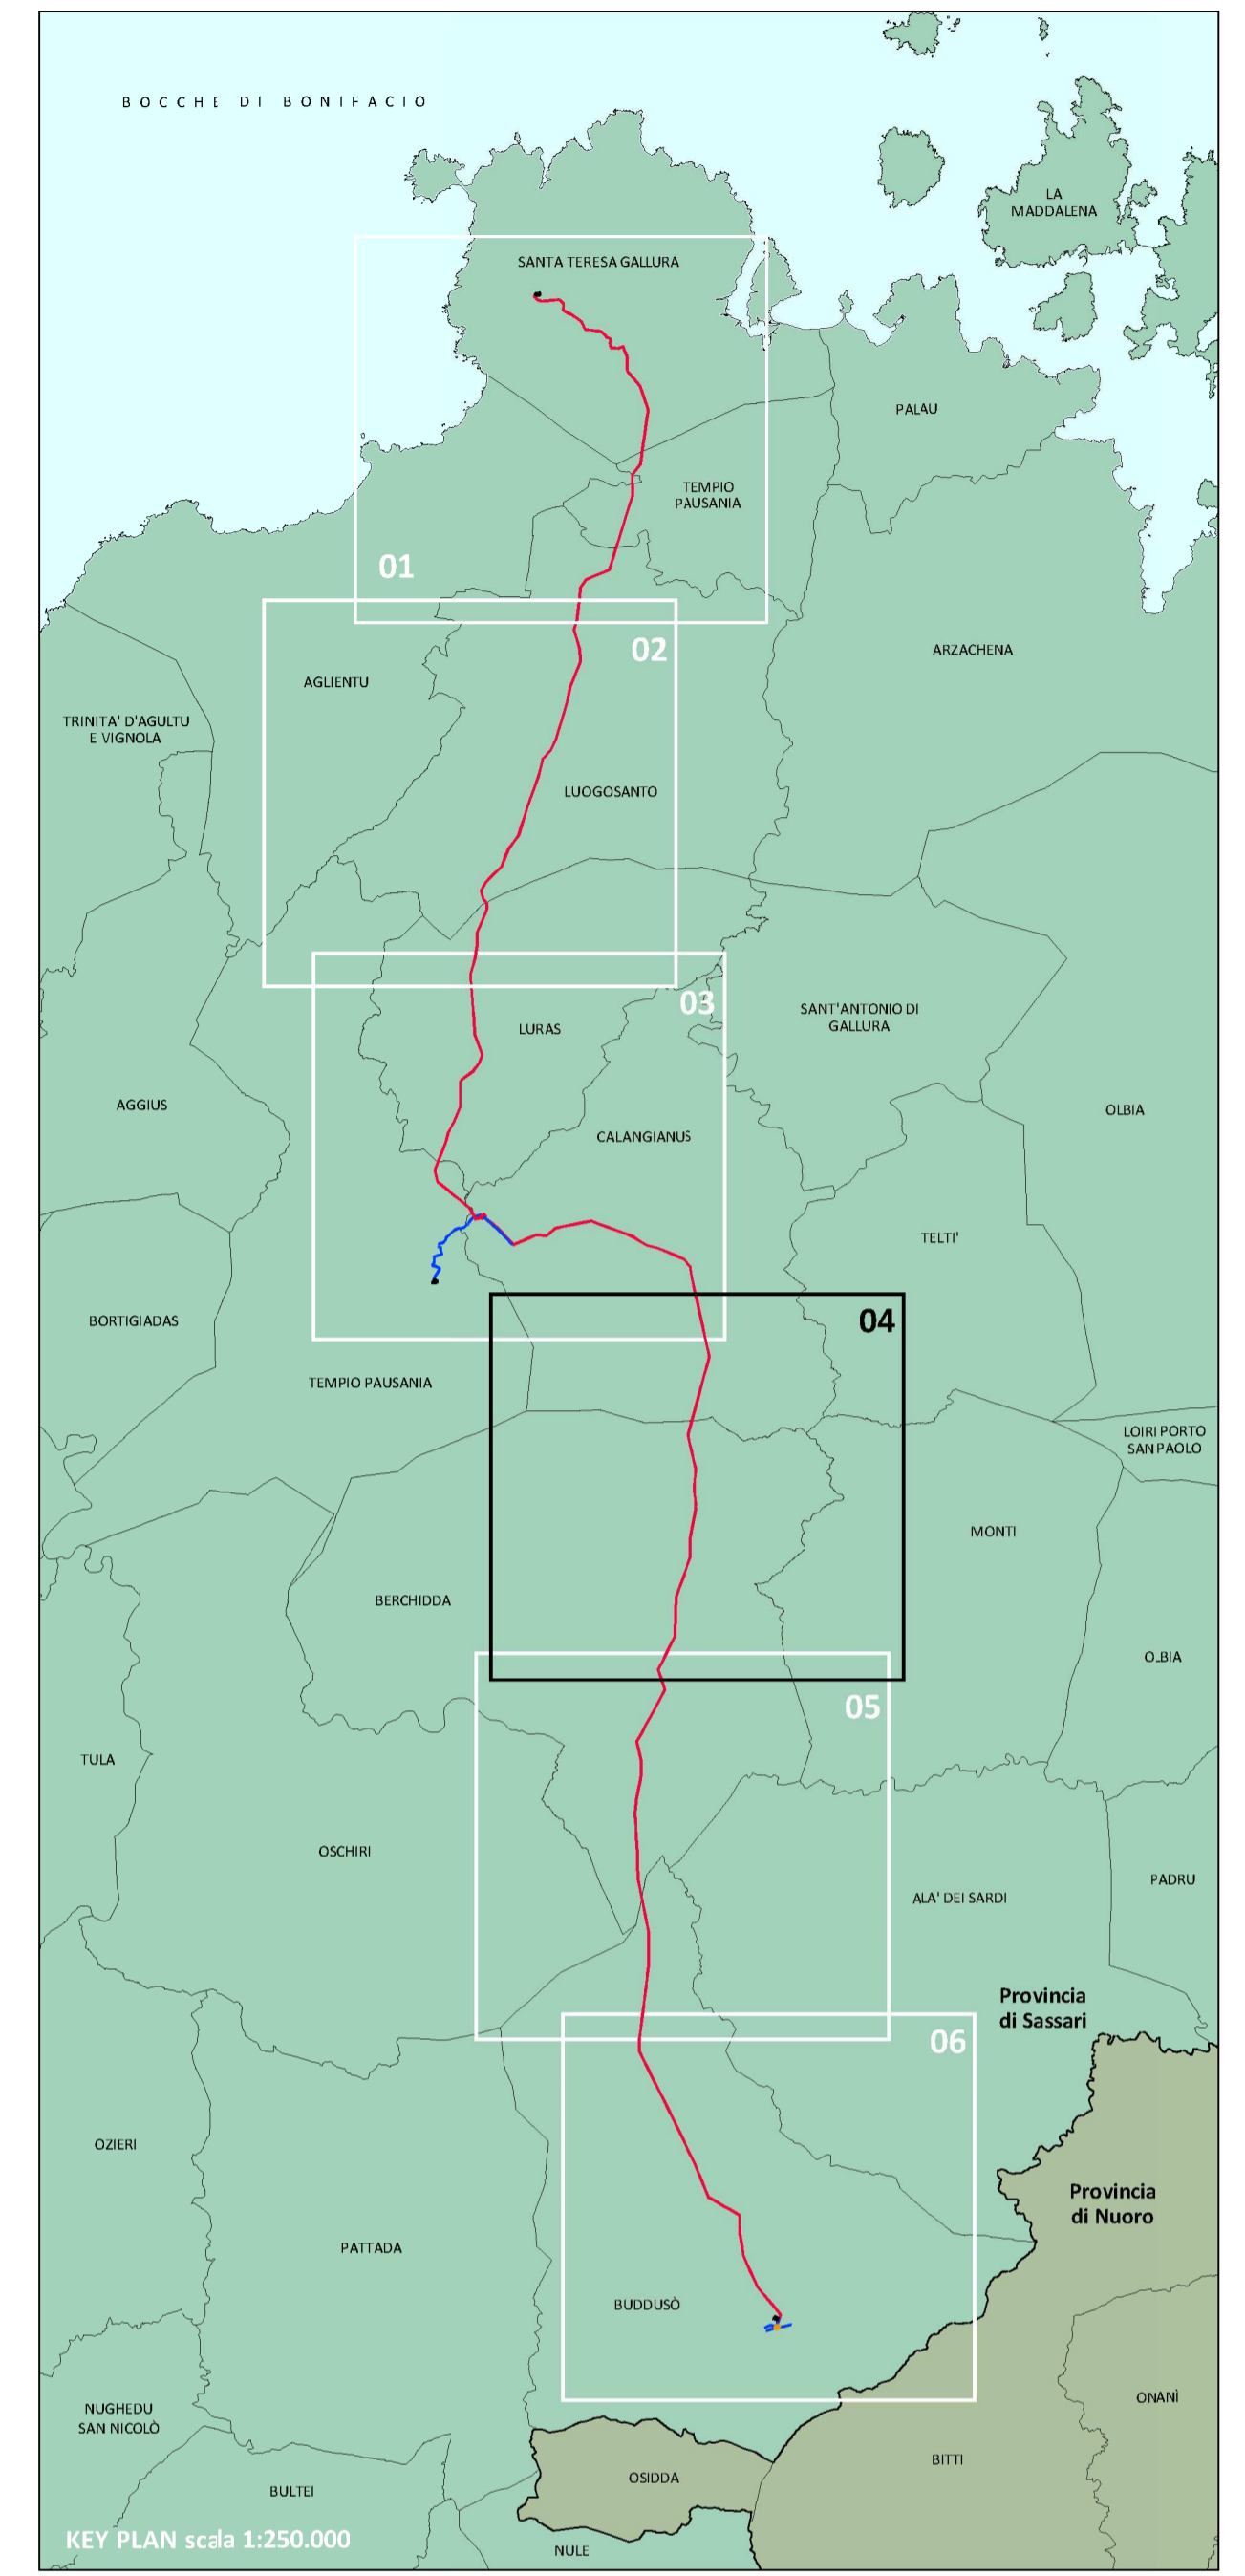 BOCCHE DI BONIFACIO
LA
MADDALENA
SANTA TERESA GALLURA
PALAU
TEMPIO
PAUSANIA
01
02
ARZACHENA
AGLIENTU
TRINITA' D'AGULTU
E VIGNOLA
LUOGOSANTO
03
SANT'ANTONIO DI
GALLURA
LURAS
AGGIUS
OLBIA
CALANGIANUS
TELTI'
BORTIGIADAS
04
TEMPIO PAUSANIA
LOIRI PORTO
SAN PAOLO
MONTI
BERCHIDDA
OLBIA
05
TULA
OSCHIRI
PADRU
ALA' DEI SARDI
Provincia
di Sassari
06
OZIERI
Provincia
di Nuoro
PATTADA
BUDDUSÒ
ONANÌ
NUGHEDU
SAN NICOLÒ
BITTI
OSIDDA
BULTEI
KEY PLAN scala 1:250.000
NULE